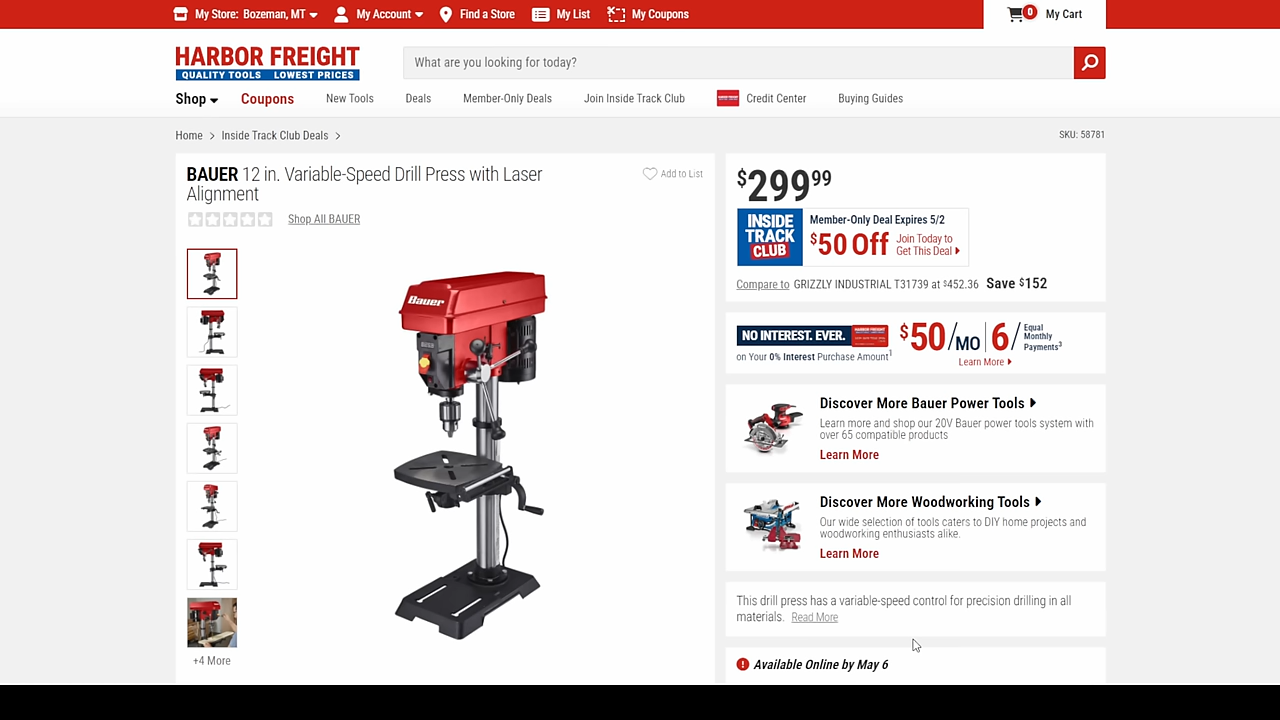 My Store: Bozeman, MT
My Account
Find a Store
My List
My Coupons
0
My Cart
HARBOR FREIGHT
QUALITY TOOLS LOWEST PRICES
What are you looking for today?
Shop
Coupons
New Tools
Deals
Member-Only Deals
Join Inside Track Club
Credit Center
Buying Guides
Home > Inside Track Club Deals >
SKU: 58781
BAUER 12 in. Variable-Speed Drill Press with Laser
Alignment
Add to List
Shop All BAUER
Bauer
+4 More
$299.99
INSIDE
TRACK
CLUB
Member-Only Deal Expires 5/2
$50 Off
Join Today to
Get This Deal
Compare to GRIZZLY INDUSTRIAL T31739 at $452.36 Save $152
NO INTEREST. EVER.
HARBOR FREIGHT
on Your 0% Interest Purchase Amount1
$50/MO 6/
Equal
Monthly
Payments3
Learn More
Discover More Bauer Power Tools
Learn more and shop our 20V Bauer power tools system with
over 65 compatible products
Learn More
Discover More Woodworking Tools
Our wide selection of tools caters to DIY home projects and
woodworking enthusiasts alike.
Learn More
This drill press has a variable-speed control for precision drilling in all
materials. Read More
! Available Online by May 6